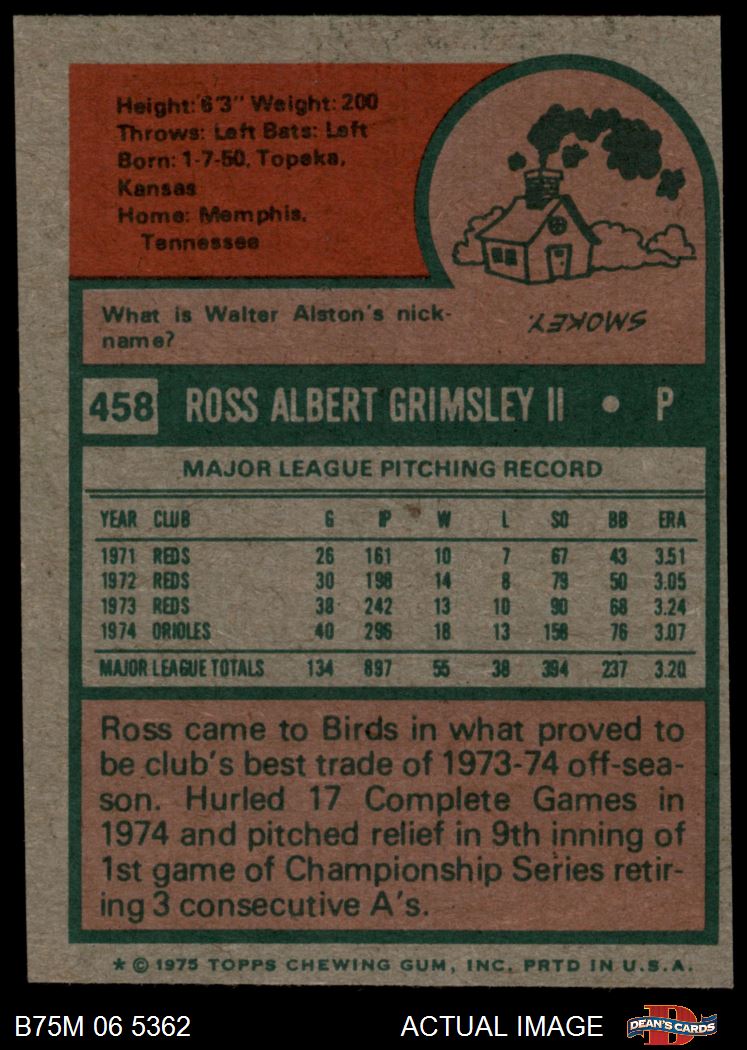 Height: 6'3" Weight: 200
Throws: Left Bats: Left
Born: 1-7-50, Topeka,
Kansas
Home: Memphis,
Tennessee
What is Walter Alston's nick-
name?
SMOKEY.
458 ROSS ALBERT GRIMSLEY II • P
MAJOR LEAGUE PITCHING RECORD
YEAR CLUB G IP W L SO BB ERA
1971 REDS 26 161 10 7 67 43 3.51
1972 REDS 30 198 14 8 79 50 3.05
1973 REDS 38 242 13 10 90 68 3.24
1974 ORIOLES 40 296 18 13 158 76 3.07
MAJOR LEAGUE TOTALS 134 897 55 38 394 237 3.20
Ross came to Birds in what proved to
be club's best trade of 1973-74 off-sea-
son. Hurled 17 Complete Games in
1974 and pitched relief in 9th inning of
1st game of Championship Series retir-
ing 3 consecutive A's.
* © 1975 TOPPS CHEWING GUM, INC. PRTD IN U.S.A.
B75M 06 5362 ACTUAL IMAGE DEAN'S CARDS